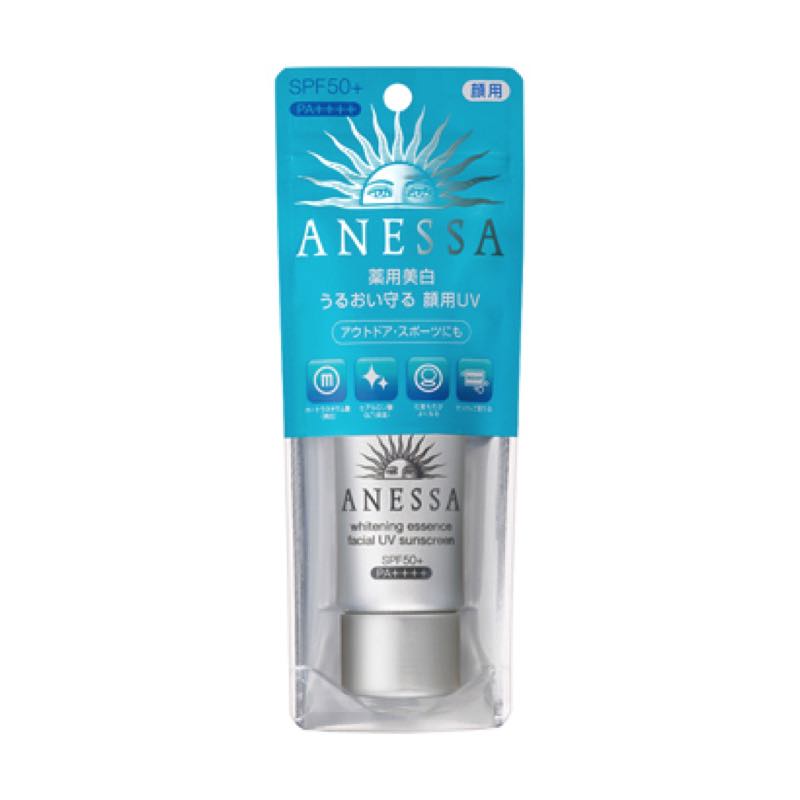 SPF50+
PA++++
顔用
ANESSA
薬用美白
うるおい守る 顔用UV
アウトドア・スポーツにも
m
ANESSA
whitening essence
facial UV sunscreen
SPF50+
PA++++